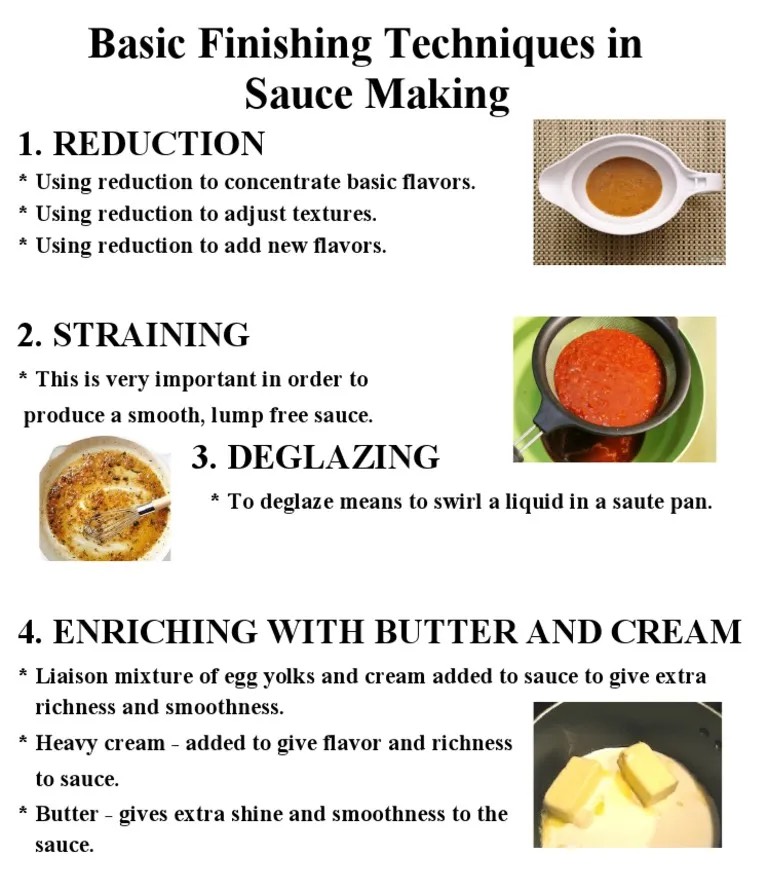 Basic Finishing Techniques in
Sauce Making
1. REDUCTION
* Using reduction to concentrate basic flavors.
* Using reduction to adjust textures.
* Using reduction to add new flavors.
2. STRAINING
* This is very important in order to
produce a smooth, lump free sauce.
3. DEGLAZING
* To deglaze means to swirl a liquid in a saute pan.
4. ENRICHING WITH BUTTER AND CREAM
* Liaison mixture of egg yolks and cream added to sauce to give extra
richness and smoothness.
* Heavy cream - added to give flavor and richness
to sauce.
* Butter - gives extra shine and smoothness to the
sauce.